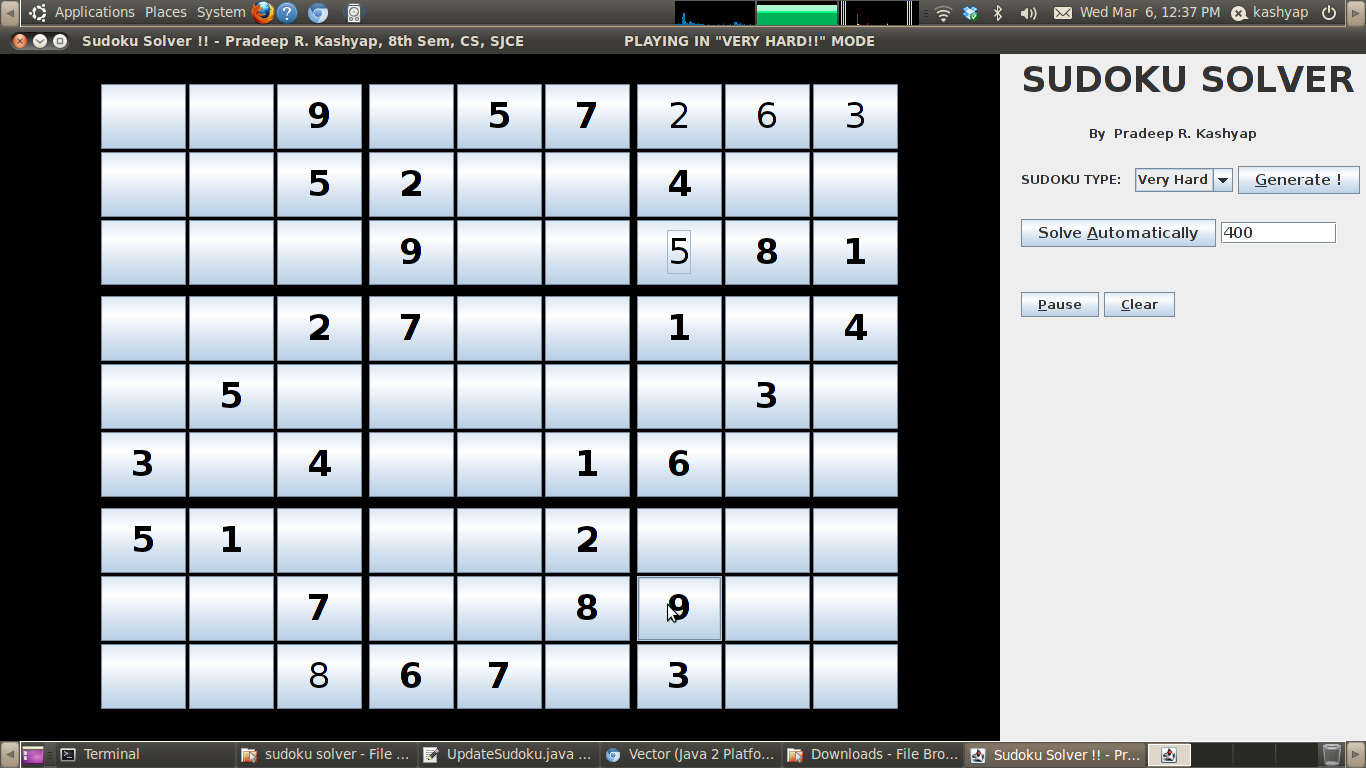 Applications Places System Wed Mar 6, 12:37 PM kashyap
Sudoku Solver !! - Pradeep R. Kashyap, 8th Sem, CS, SJCE PLAYING IN "VERY HARD!!" MODE
SUDOKU SOLVER
By Pradeep R. Kashyap
SUDOKU TYPE: Very Hard Generate !
Solve Automatically 400
Pause Clear
9 5 7 2 6 3
5 2 4
9 5 8 1
2 7 1 4
5 3
3 4 1 6
5 1 2
7 8 9
8 6 7 3
Terminal sudoku solver - File ... UpdateSudoku.java ... Vector (Java 2 Platfo... Downloads - File Bro... Sudoku Solver !! - Pr...